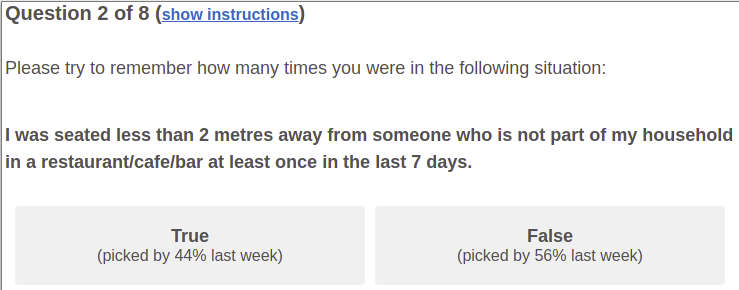 Question 2 of 8 (show instructions)
Please try to remember how many times you were in the following situation:
I was seated less than 2 metres away from someone who is not part of my household
in a restaurant/cafe/bar at least once in the last 7 days.
True
(picked by 44% last week)
False
(picked by 56% last week)